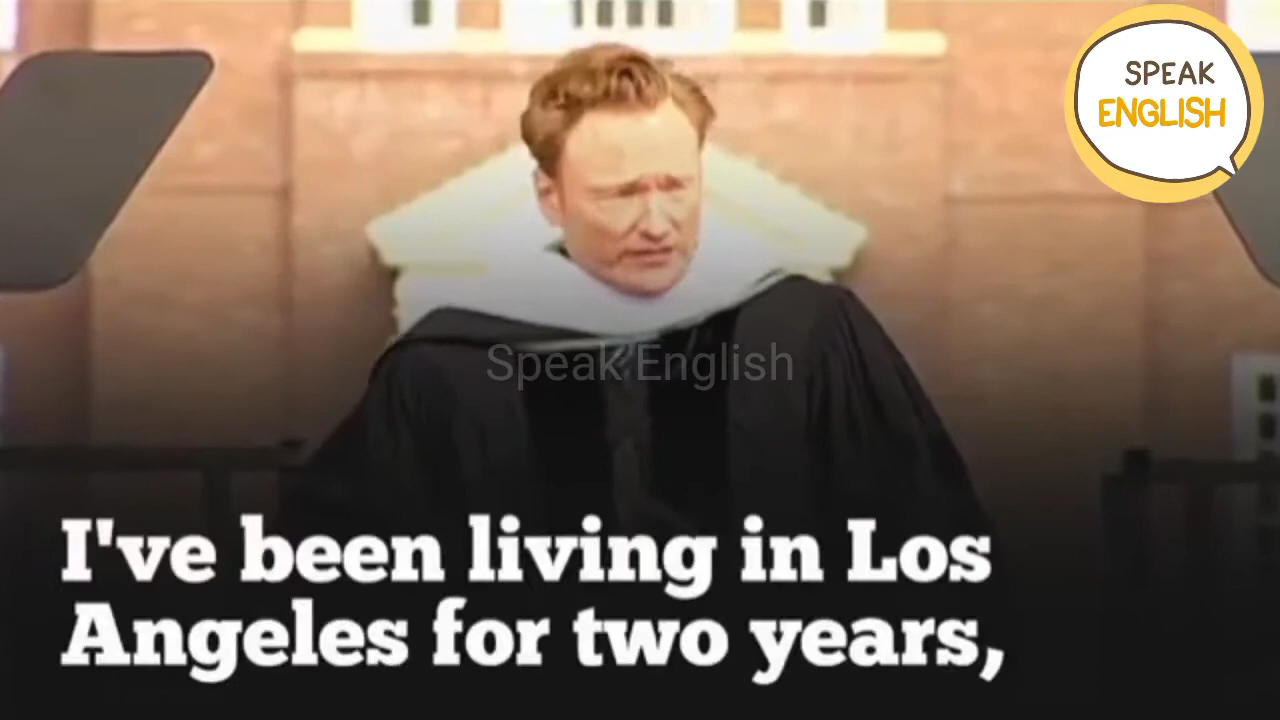 SPEAK
ENGLISH
Speak English
I've been living in Los
Angeles for two years,